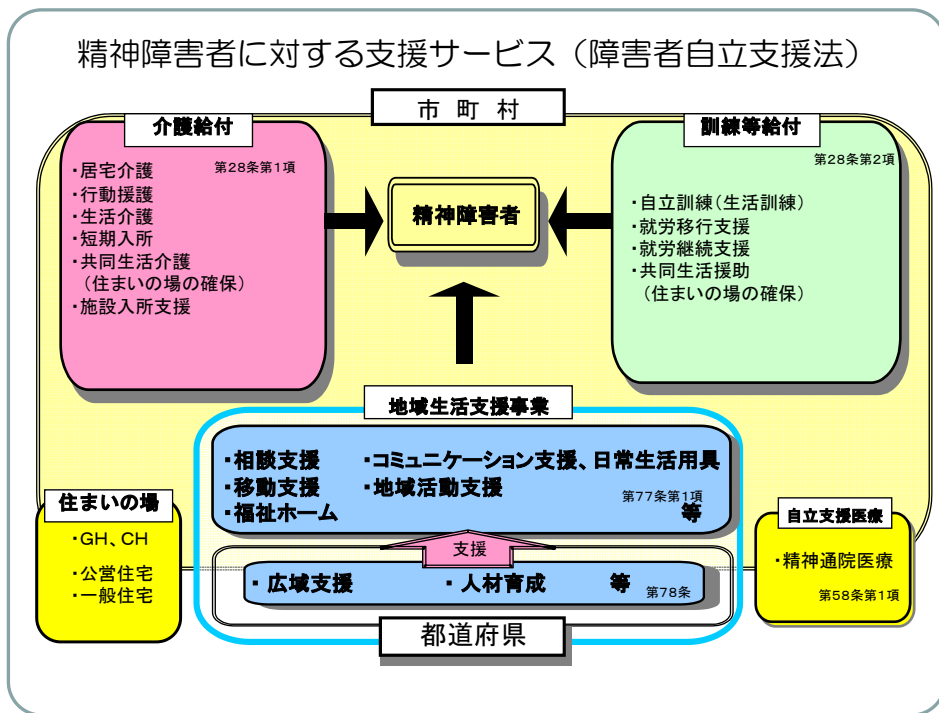 精神障害者に対する支援サービス（障害者自立支援法）
市 町 村
介護給付
第28条第1項
・居宅介護
・行動援護
・生活介護
・短期入所
・共同生活介護
（住まいの場の確保）
・施設入所支援
精神障害者
訓練等給付
第28条第2項
・自立訓練（生活訓練）
・就労移行支援
・就労継続支援
・共同生活援助
（住まいの場の確保）
地域生活支援事業
・相談支援　・コミュニケーション支援、日常生活用具
・移動支援　・地域活動支援
・福祉ホーム　等
第77条第1項
支援
・広域支援　・人材育成　等　第78条
都道府県
住まいの場
・GH、CH
・公営住宅
・一般住宅
自立支援医療
・精神通院医療
第58条第1項